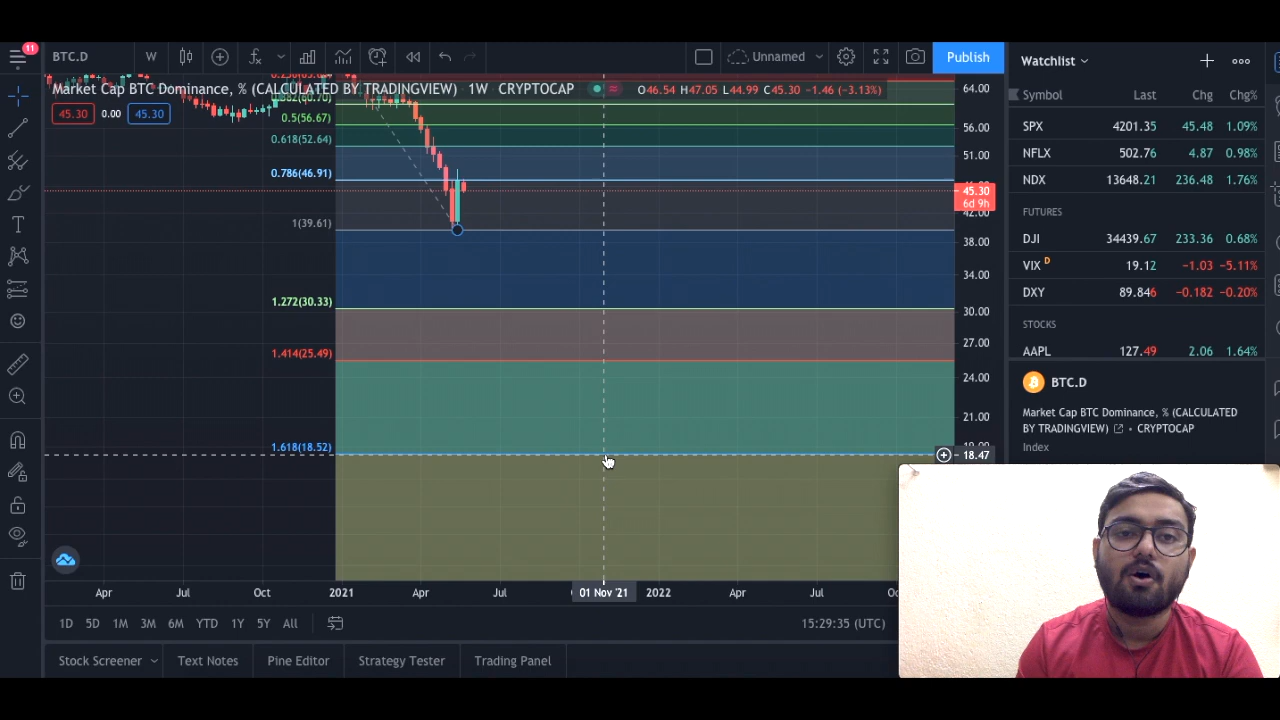 11
BTC.D
W
Unnamed
Publish
Market Cap BTC Dominance, % (CALCULATED BY TRADINGVIEW) 1W CRYPTOCAP
O46.54 H47.05 L44.99 C45.30 −1.46 (−3.13%)
45.30 0.00 45.30
0.5(56.67)
0.618(52.64)
0.786(46.91)
1(39.61)
1.272(30.33)
1.414(25.49)
1.618(18.52)
64.00
56.00
51.00
45.30
6d 9h
42.00
38.00
34.00
30.00
27.00
24.00
21.00
18.47
Apr Jul Oct 2021 Apr Jul 01 Nov '21 2022 Apr Jul
1D 5D 1M 3M 6M YTD 1Y 5Y All
15:29:35 (UTC)
Stock Screener Text Notes Pine Editor Strategy Tester Trading Panel
Watchlist
Symbol Last Chg Chg%
SPX 4201.35 45.48 1.09%
NFLX 502.76 4.87 0.98%
NDX 13648.21 236.48 1.76%
FUTURES
DJI 34439.67 233.36 0.68%
VIX D 19.12 −1.03 −5.11%
DXY 89.846 −0.182 −0.20%
STOCKS
AAPL 127.49 2.06 1.64%
BTC.D
Market Cap BTC Dominance, % (CALCULATED
BY TRADINGVIEW) • CRYPTOCAP
Index